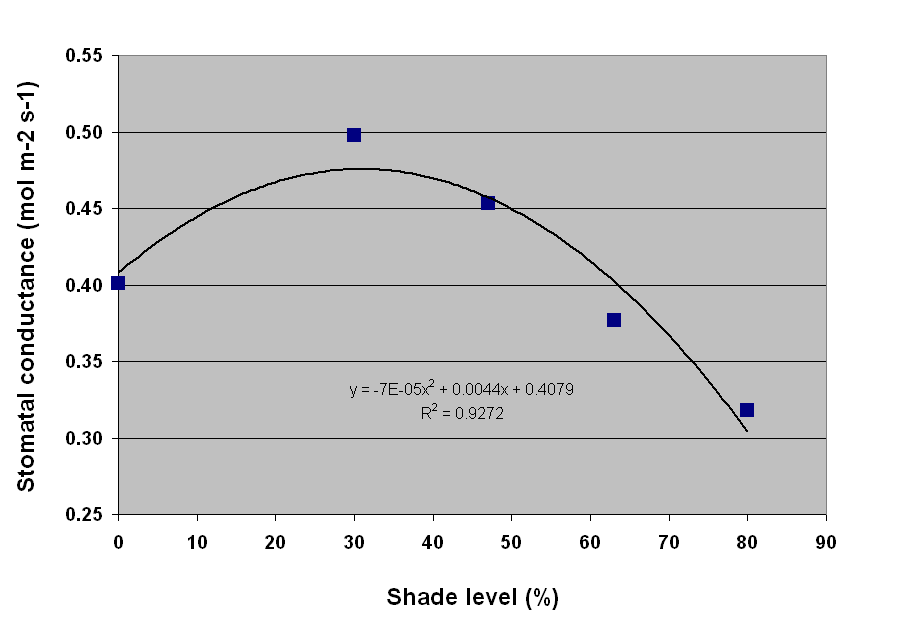 Stomatal conductance (mol m-2 s-1)
0.55
0.50
0.45
0.40
0.35
0.30
0.25
y = -7E-05x² + 0.0044x + 0.4079
R² = 0.9272
0 10 20 30 40 50 60 70 80 90
Shade level (%)